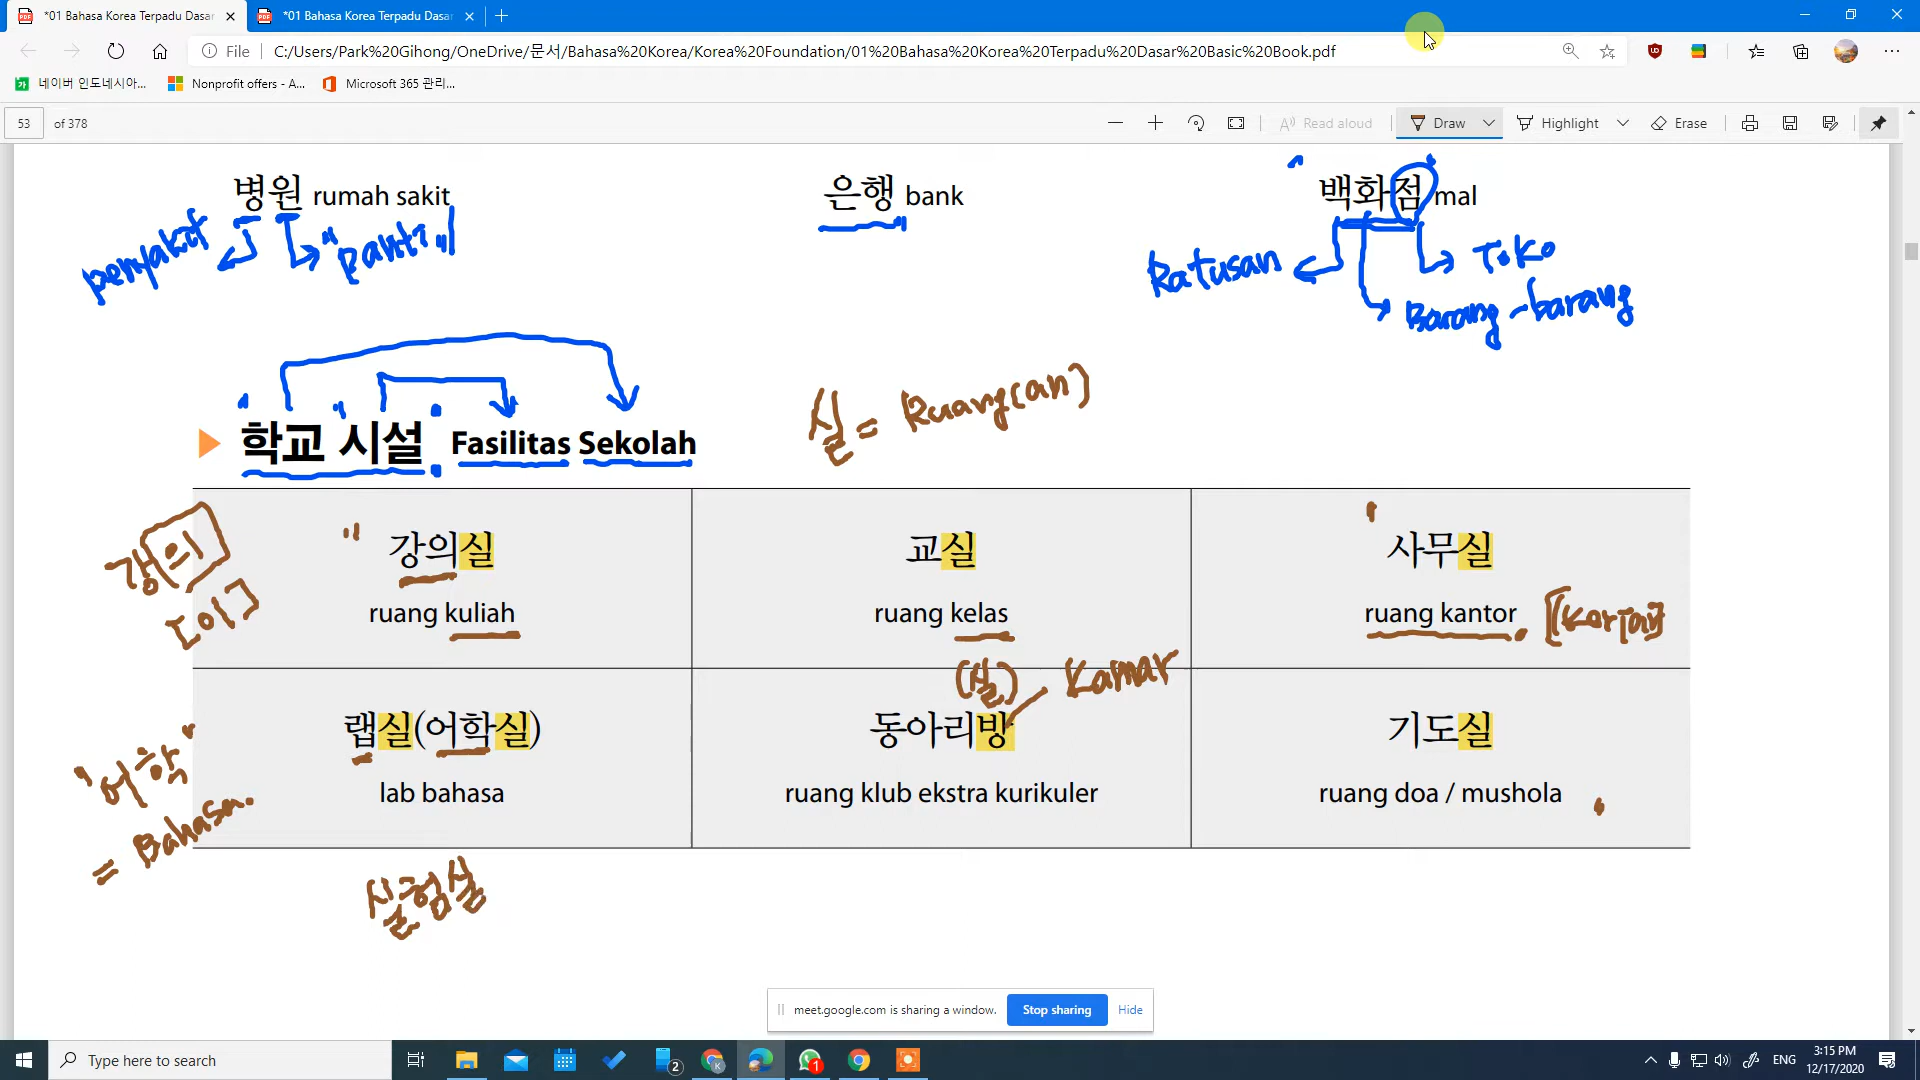 *01 Bahasa Korea Terpadu Dasar
*01 Bahasa Korea Terpadu Dasar
File
C:/Users/Park%20Gihong/OneDrive/문서/Bahasa%20Korea/Korea%20Foundation/01%20Bahasa%20Korea%20Terpadu%20Dasar%20Basic%20Book.pdf
네이버 인도네시아...
Nonprofit offers - A...
Microsoft 365 관리...
53 of 378
Read aloud
Draw
Highlight
Erase
병원 rumah sakit
은행 bank
백화점 mal
penyakit
"panti"
Ratusan
Toko
Barang-barang
실 = Ruang(an)
학교 시설 Fasilitas Sekolah
강의
[이]
강의실
교실
사무실
ruang kuliah
ruang kelas
ruang kantor
(실)
Kamar
랩실(어학실)
동아리방
기도실
lab bahasa
ruang klub ekstra kurikuler
ruang doa / mushola
"어학"
= Bahasa.
실험실
meet.google.com is sharing a window.
Stop sharing
Hide
Type here to search
2
K
1
ENG
3:15 PM
12/17/2020